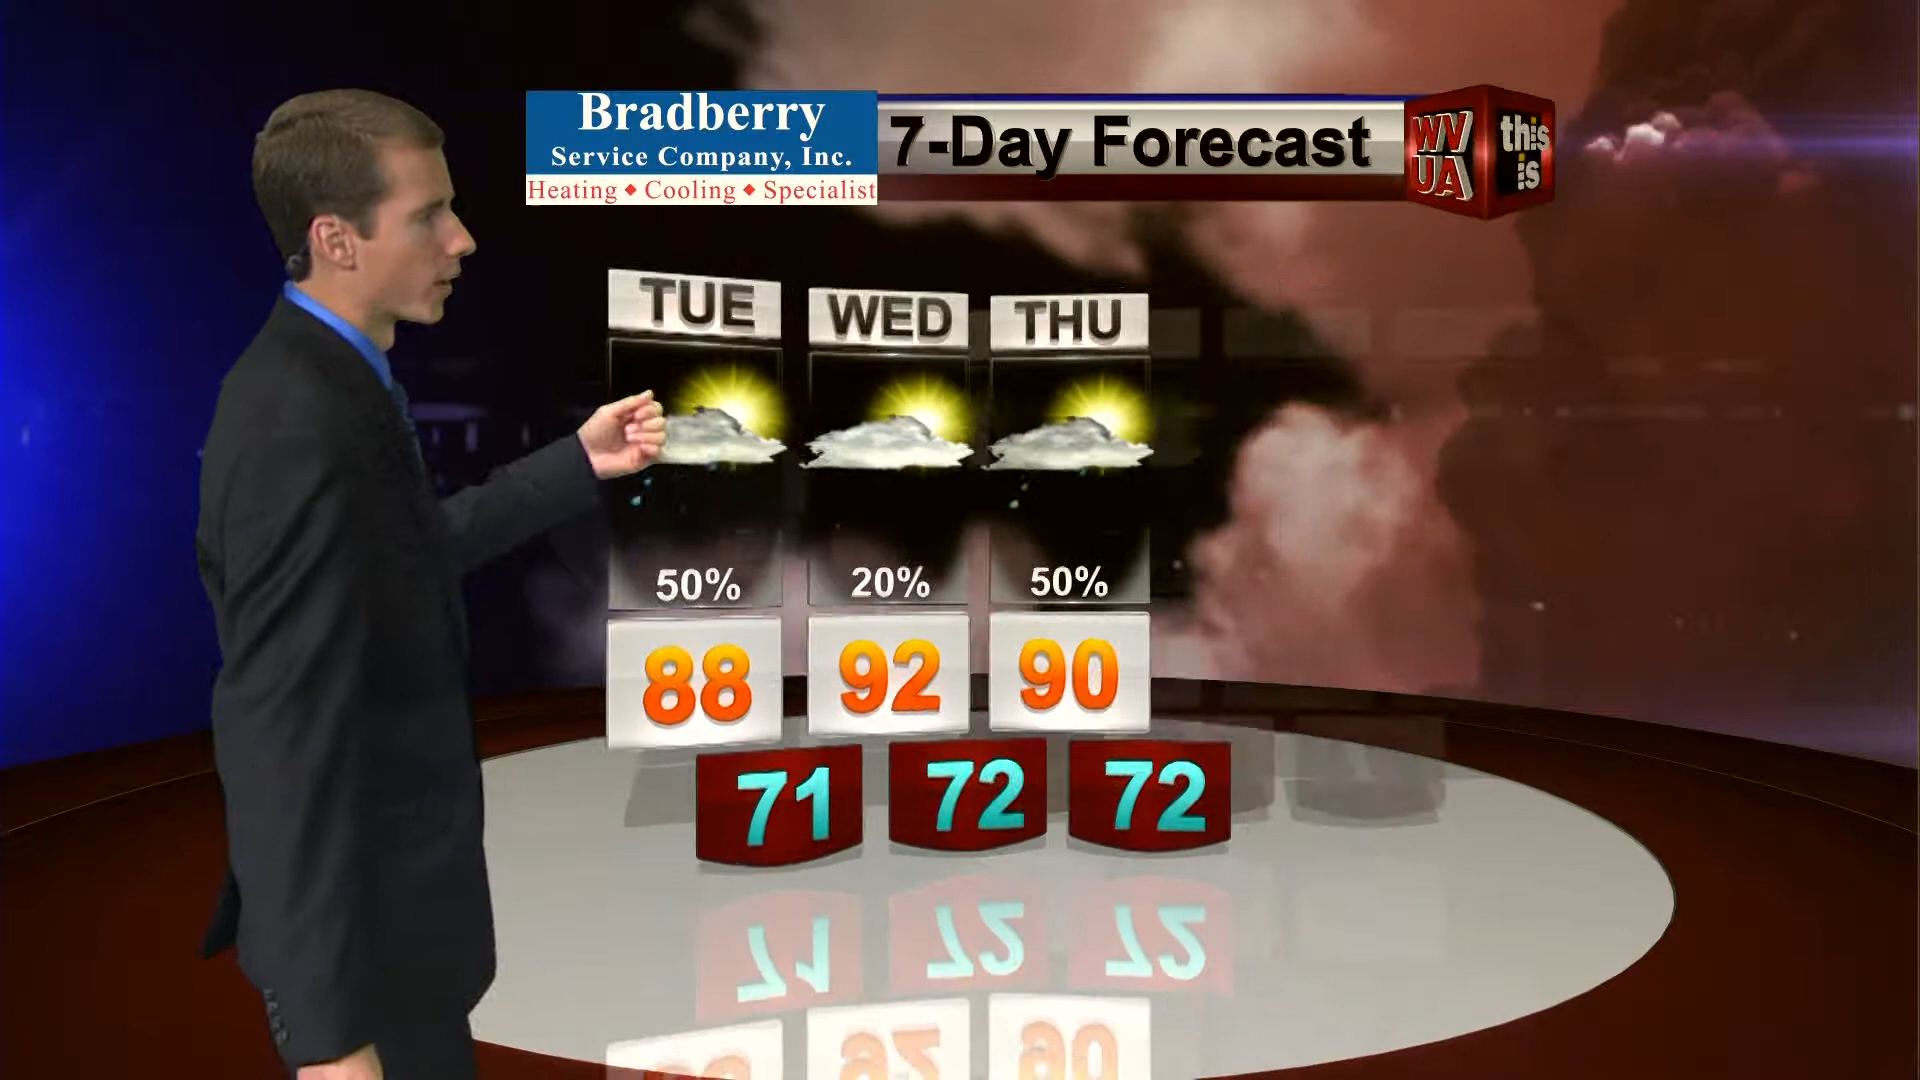 Bradberry
Service Company, Inc.
Heating ◆ Cooling ◆ Specialist
7-Day Forecast
WV
UA
this
is
TUE
WED
THU
50%
20%
50%
88
92
90
71
72
72